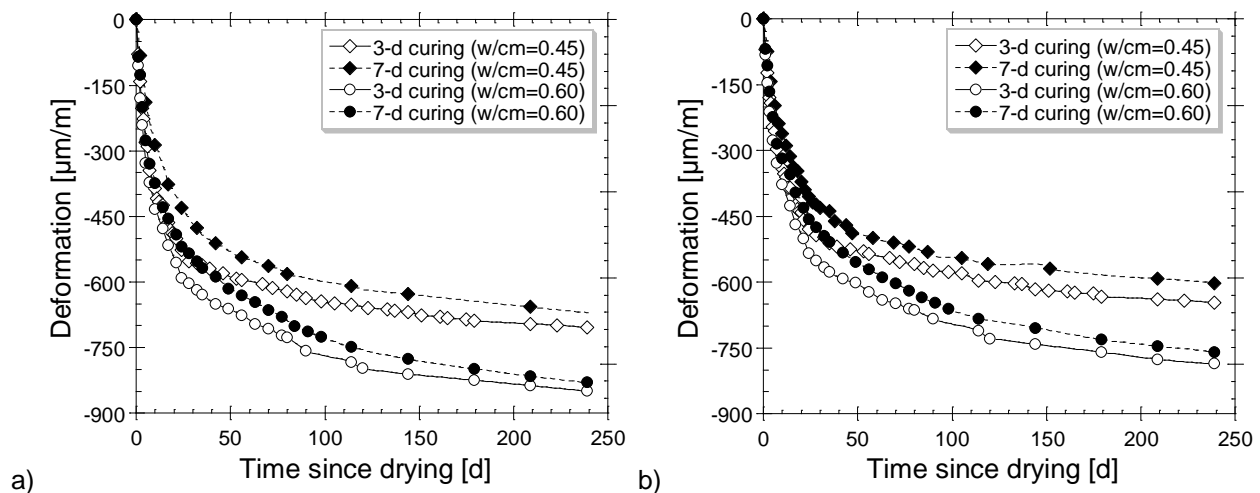 0
-150
-300
-450
-600
-750
-900
Deformation [µm/m]
3-d curing (w/cm=0.45)
7-d curing (w/cm=0.45)
3-d curing (w/cm=0.60)
7-d curing (w/cm=0.60)
0 50 100 150 200 250
Time since drying [d]
a)
0
-150
-300
-450
-600
-750
-900
Deformation [µm/m]
3-d curing (w/cm=0.45)
7-d curing (w/cm=0.45)
3-d curing (w/cm=0.60)
7-d curing (w/cm=0.60)
0 50 100 150 200 250
Time since drying [d]
b)